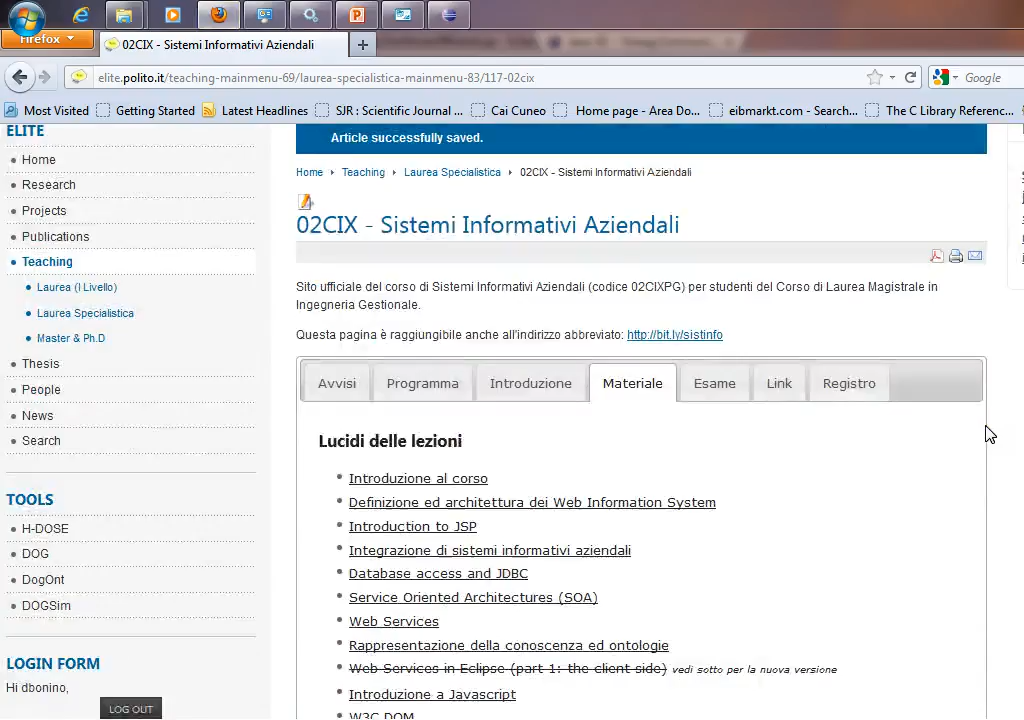 Firefox
02CIX - Sistemi Informativi Aziendali
elite.polito.it/teaching-mainmenu-69/laurea-specialistica-mainmenu-83/117-02cix
Google
Most Visited
Getting Started
Latest Headlines
SJR : Scientific Journal ...
Cai Cuneo
Home page - Area Do...
eibmarkt.com - Search...
The C Library Referenc...
ELITE
Home
Research
Projects
Publications
Teaching
Laurea (I Livello)
Laurea Specialistica
Master & Ph.D
Thesis
People
News
Search
TOOLS
H-DOSE
DOG
DogOnt
DOGSim
LOGIN FORM
Hi dbonino,
LOG OUT
Article successfully saved.
Home Teaching Laurea Specialistica 02CIX - Sistemi Informativi Aziendali
02CIX - Sistemi Informativi Aziendali
Sito ufficiale del corso di Sistemi Informativi Aziendali (codice 02CIXPG) per studenti del Corso di Laurea Magistrale in
Ingegneria Gestionale.
Questa pagina è raggiungibile anche all'indirizzo abbreviato: http://bit.ly/sistinfo
Avvisi Programma Introduzione Materiale Esame Link Registro
Lucidi delle lezioni
Introduzione al corso
Definizione ed architettura dei Web Information System
Introduction to JSP
Integrazione di sistemi informativi aziendali
Database access and JDBC
Service Oriented Architectures (SOA)
Web Services
Rappresentazione della conoscenza ed ontologie
Web Services in Eclipse (part 1: the client side) vedi sotto per la nuova versione
Introduzione a Javascript
W3C DOM